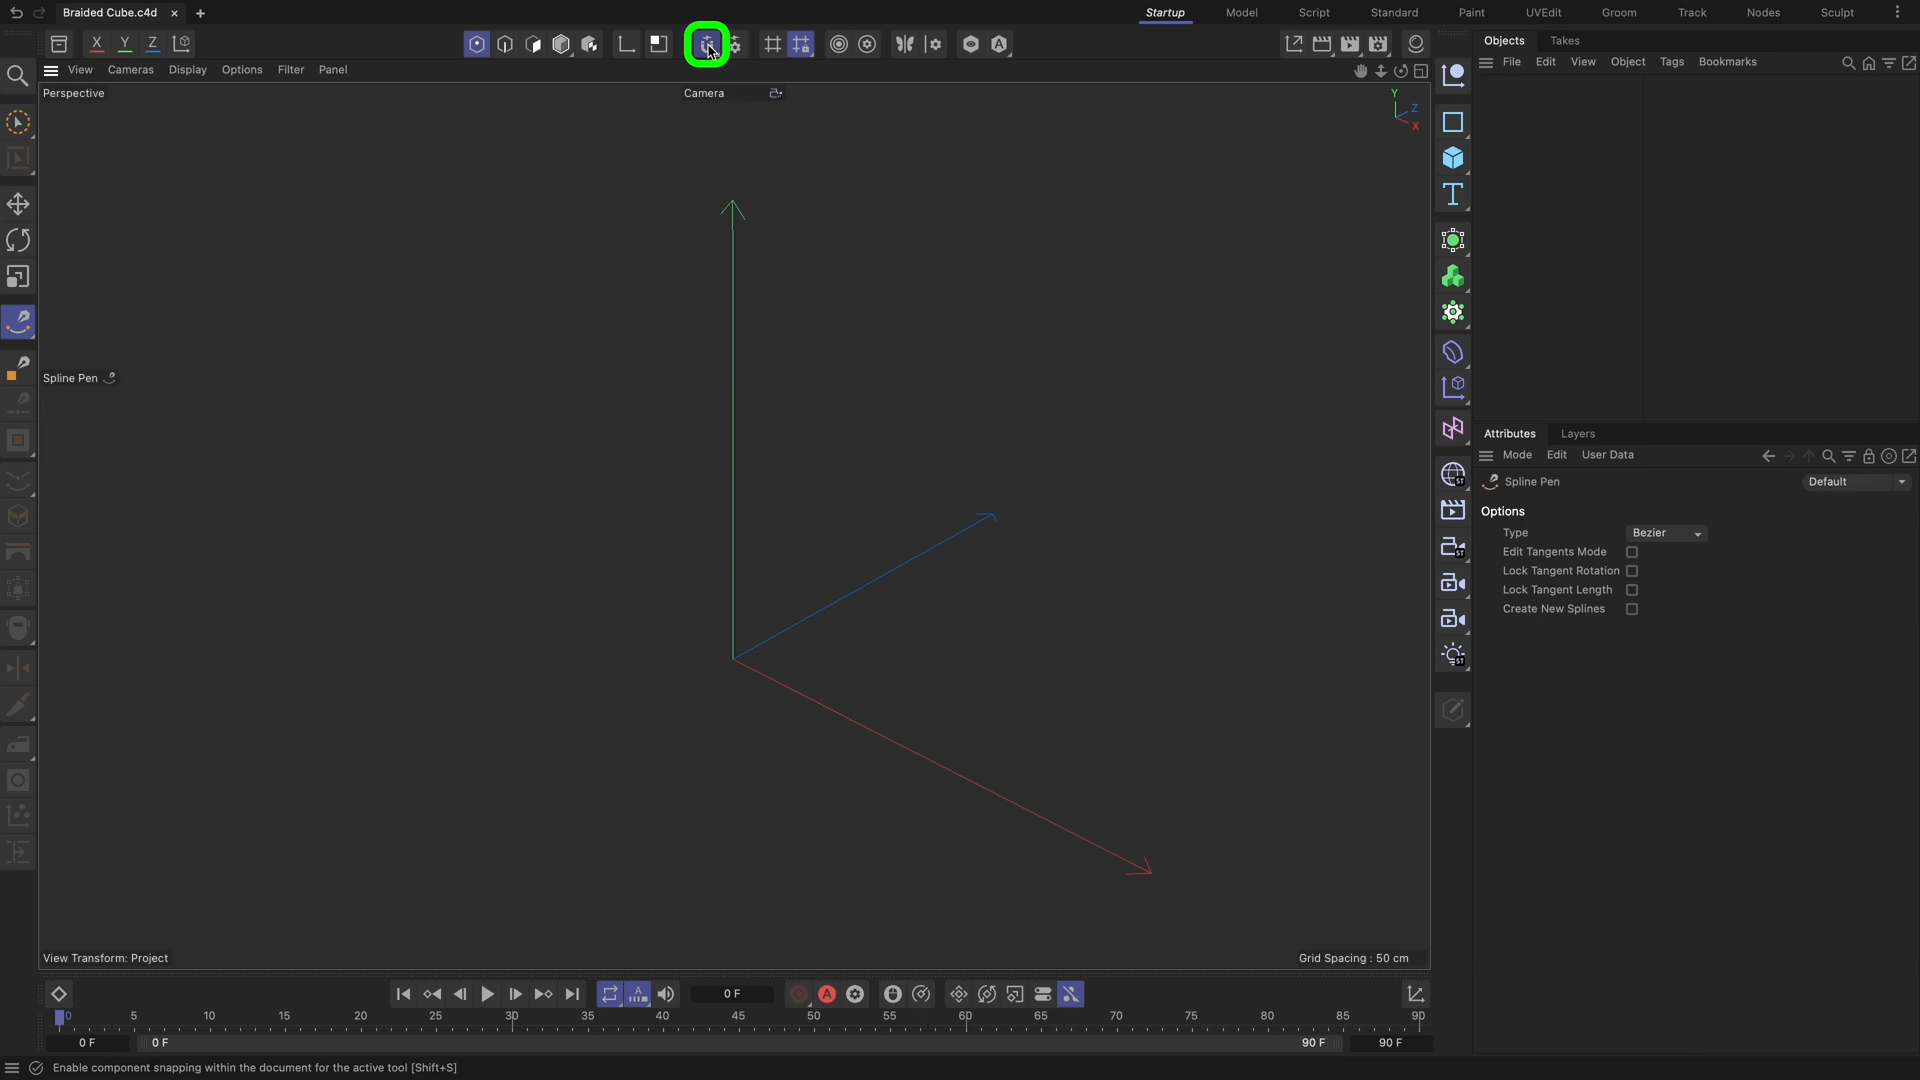 Braided Cube.c4d
Startup
Model
Script
Standard
Paint
UVEdit
Groom
Track
Nodes
Sculpt
X
Y
Z
A
Objects
Takes
View
Cameras
Display
Options
Filter
Panel
File
Edit
View
Object
Tags
Bookmarks
Perspective
Camera
Y
Z
X
T
Spline Pen
Attributes
Layers
Mode
Edit
User Data
Spline Pen
Default
ST
Options
Type
Bezier
Edit Tangents Mode
ST
Lock Tangent Rotation
Lock Tangent Length
Create New Splines
ST
View Transform: Project
Grid Spacing : 50 cm
A
0 F
A
0
5
10
15
20
25
30
35
40
45
50
55
60
65
70
75
80
85
90
0 F
0 F
90 F
90 F
Enable component snapping within the document for the active tool [Shift+S]